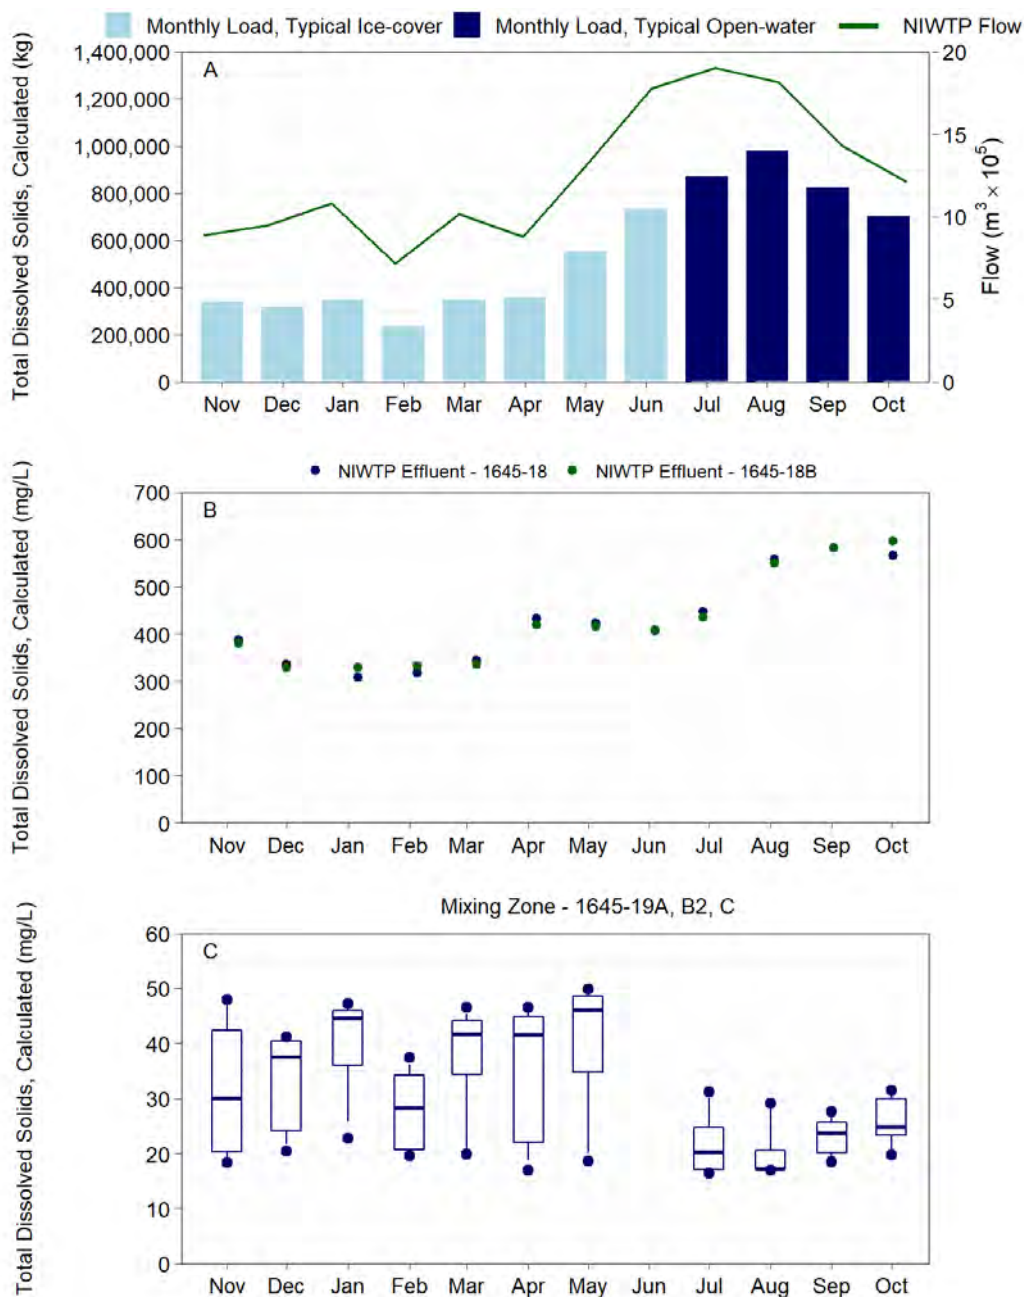 Monthly Load, Typical Ice-cover Monthly Load, Typical Open-water NIWTP Flow
Total Dissolved Solids, Calculated (kg)
A
1,400,000
1,200,000
1,000,000
800,000
600,000
400,000
200,000
0
20
15
10
5
0
Flow (m³ × 10⁵)
Nov Dec Jan Feb Mar Apr May Jun Jul Aug Sep Oct
NIWTP Effluent - 1645-18 NIWTP Effluent - 1645-18B
Total Dissolved Solids, Calculated (mg/L)
B
700
600
500
400
300
200
100
0
Nov Dec Jan Feb Mar Apr May Jun Jul Aug Sep Oct
Mixing Zone - 1645-19A, B2, C
Total Dissolved Solids, Calculated (mg/L)
C
60
50
40
30
20
10
0
Nov Dec Jan Feb Mar Apr May Jun Jul Aug Sep Oct